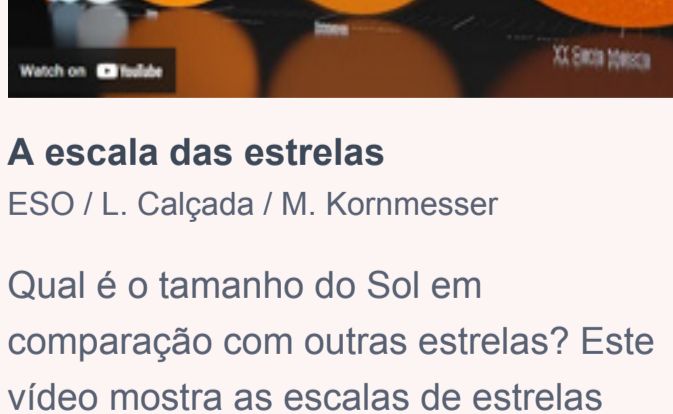 Watch on YouTube
A escala das estrelas
ESO / L. Calçada / M. Kornmesser
Qual é o tamanho do Sol em
comparação com outras estrelas? Este
vídeo mostra as escalas de estrelas